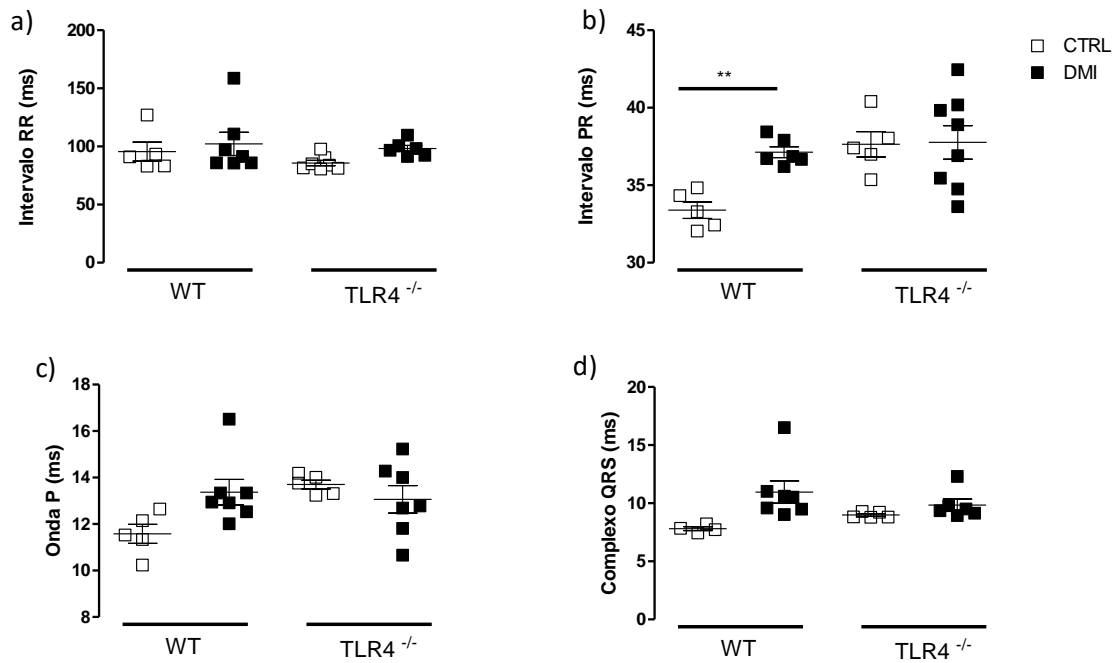 a)
Intervalo RR (ms)
200
150
100
50
0
WT
TLR4 -/-
b)
Intervalo PR (ms)
45
40
35
30
**
WT
TLR4 -/-
CTRL
DMI
c)
Onda P (ms)
18
16
14
12
10
8
WT
TLR4 -/-
d)
Complexo QRS (ms)
20
15
10
5
0
WT
TLR4 -/-